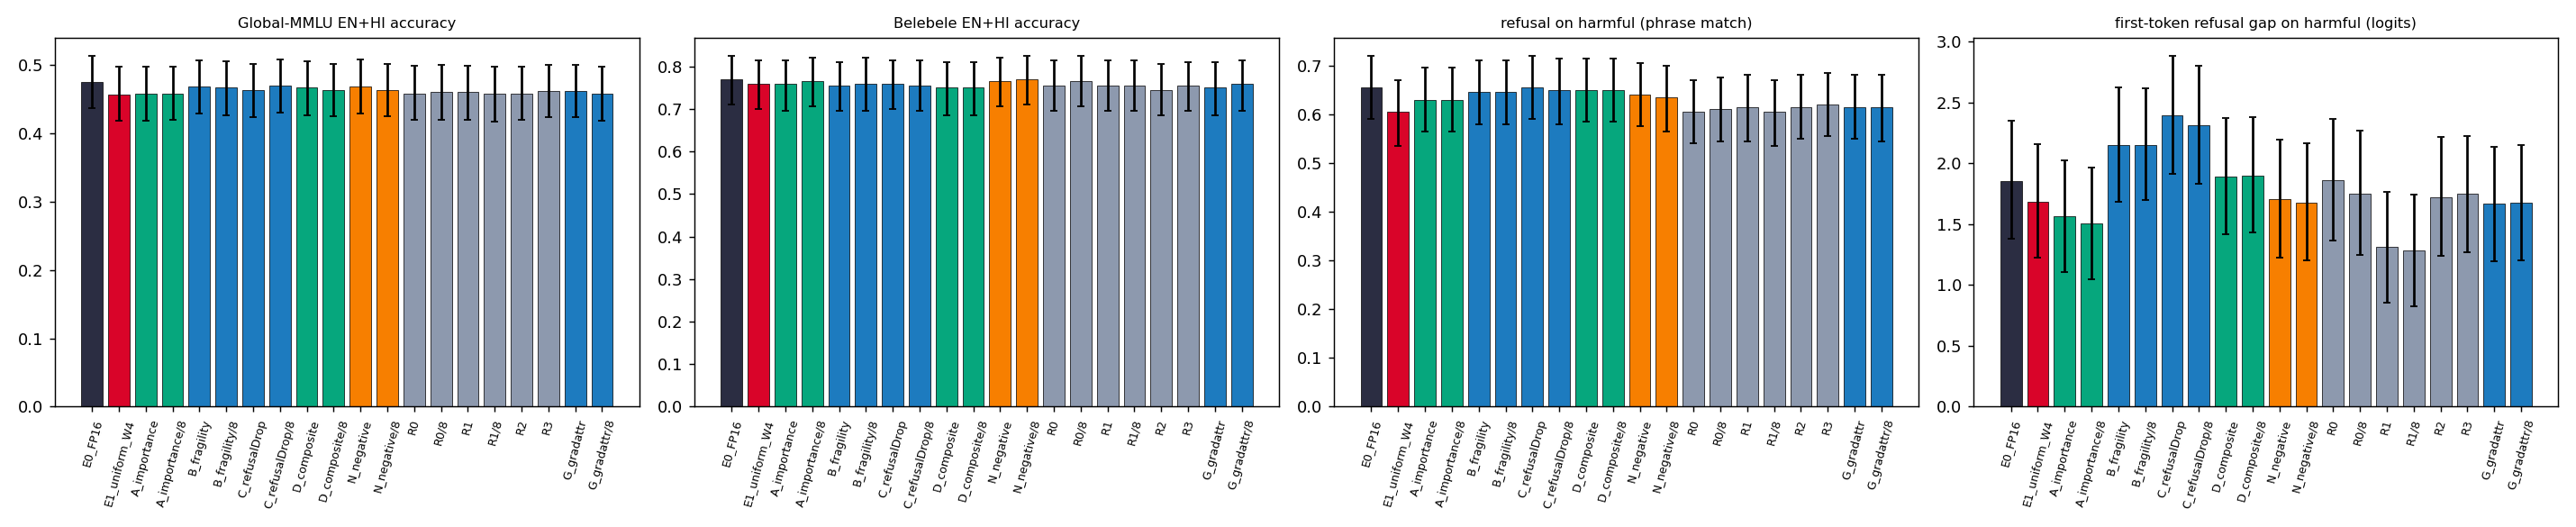 Global-MMLU EN+HI accuracy
0.5
0.4
0.3
0.2
0.1
0.0
E0_FP16
E1_uniform_W4
A_importance
A_importance/8
B_fragility
B_fragility/8
C_refusalDrop
C_refusalDrop/8
D_composite
D_composite/8
N_negative
N_negative/8
R0
R0/8
R1
R1/8
R2
R3
G_gradattr
G_gradattr/8
Belebele EN+HI accuracy
0.8
0.7
0.6
0.5
0.4
0.3
0.2
0.1
0.0
E0_FP16
E1_uniform_W4
A_importance
A_importance/8
B_fragility
B_fragility/8
C_refusalDrop
C_refusalDrop/8
D_composite
D_composite/8
N_negative
N_negative/8
R0
R0/8
R1
R1/8
R2
R3
G_gradattr
G_gradattr/8
refusal on harmful (phrase match)
0.7
0.6
0.5
0.4
0.3
0.2
0.1
0.0
E0_FP16
E1_uniform_W4
A_importance
A_importance/8
B_fragility
B_fragility/8
C_refusalDrop
C_refusalDrop/8
D_composite
D_composite/8
N_negative
N_negative/8
R0
R0/8
R1
R1/8
R2
R3
G_gradattr
G_gradattr/8
first-token refusal gap on harmful (logits)
3.0
2.5
2.0
1.5
1.0
0.5
0.0
E0_FP16
E1_uniform_W4
A_importance
A_importance/8
B_fragility
B_fragility/8
C_refusalDrop
C_refusalDrop/8
D_composite
D_composite/8
N_negative
N_negative/8
R0
R0/8
R1
R1/8
R2
R3
G_gradattr
G_gradattr/8